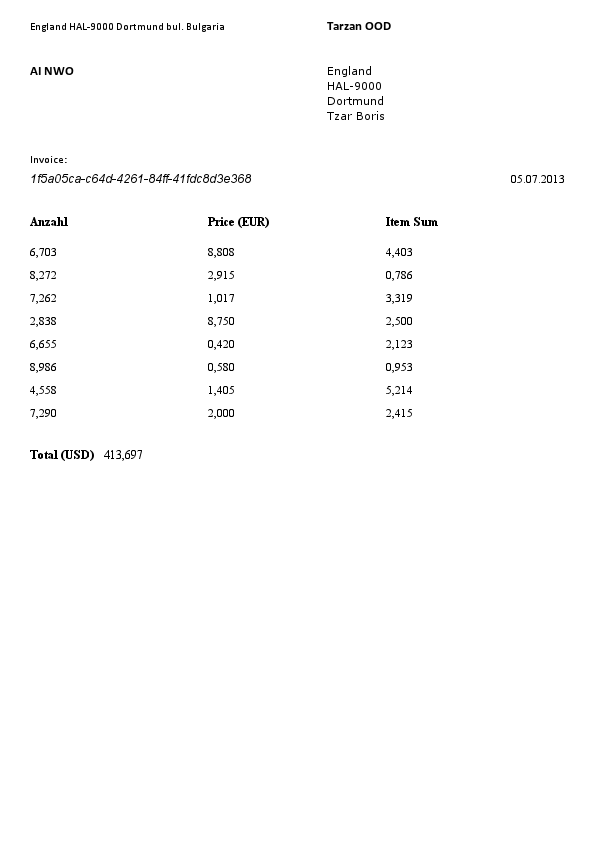 England HAL-9000 Dortmund bul. Bulgaria
Tarzan OOD
AI NWO
England
HAL-9000
Dortmund
Tzar Boris
Invoice:
1f5a05ca-c64d-4261-84ff-41fdc8d3e368 05.07.2013
Anzahl Price (EUR) Item Sum
6,703 8,808 4,403
8,272 2,915 0,786
7,262 1,017 3,319
2,838 8,750 2,500
6,655 0,420 2,123
8,986 0,580 0,953
4,558 1,405 5,214
7,290 2,000 2,415
Total (USD) 413,697